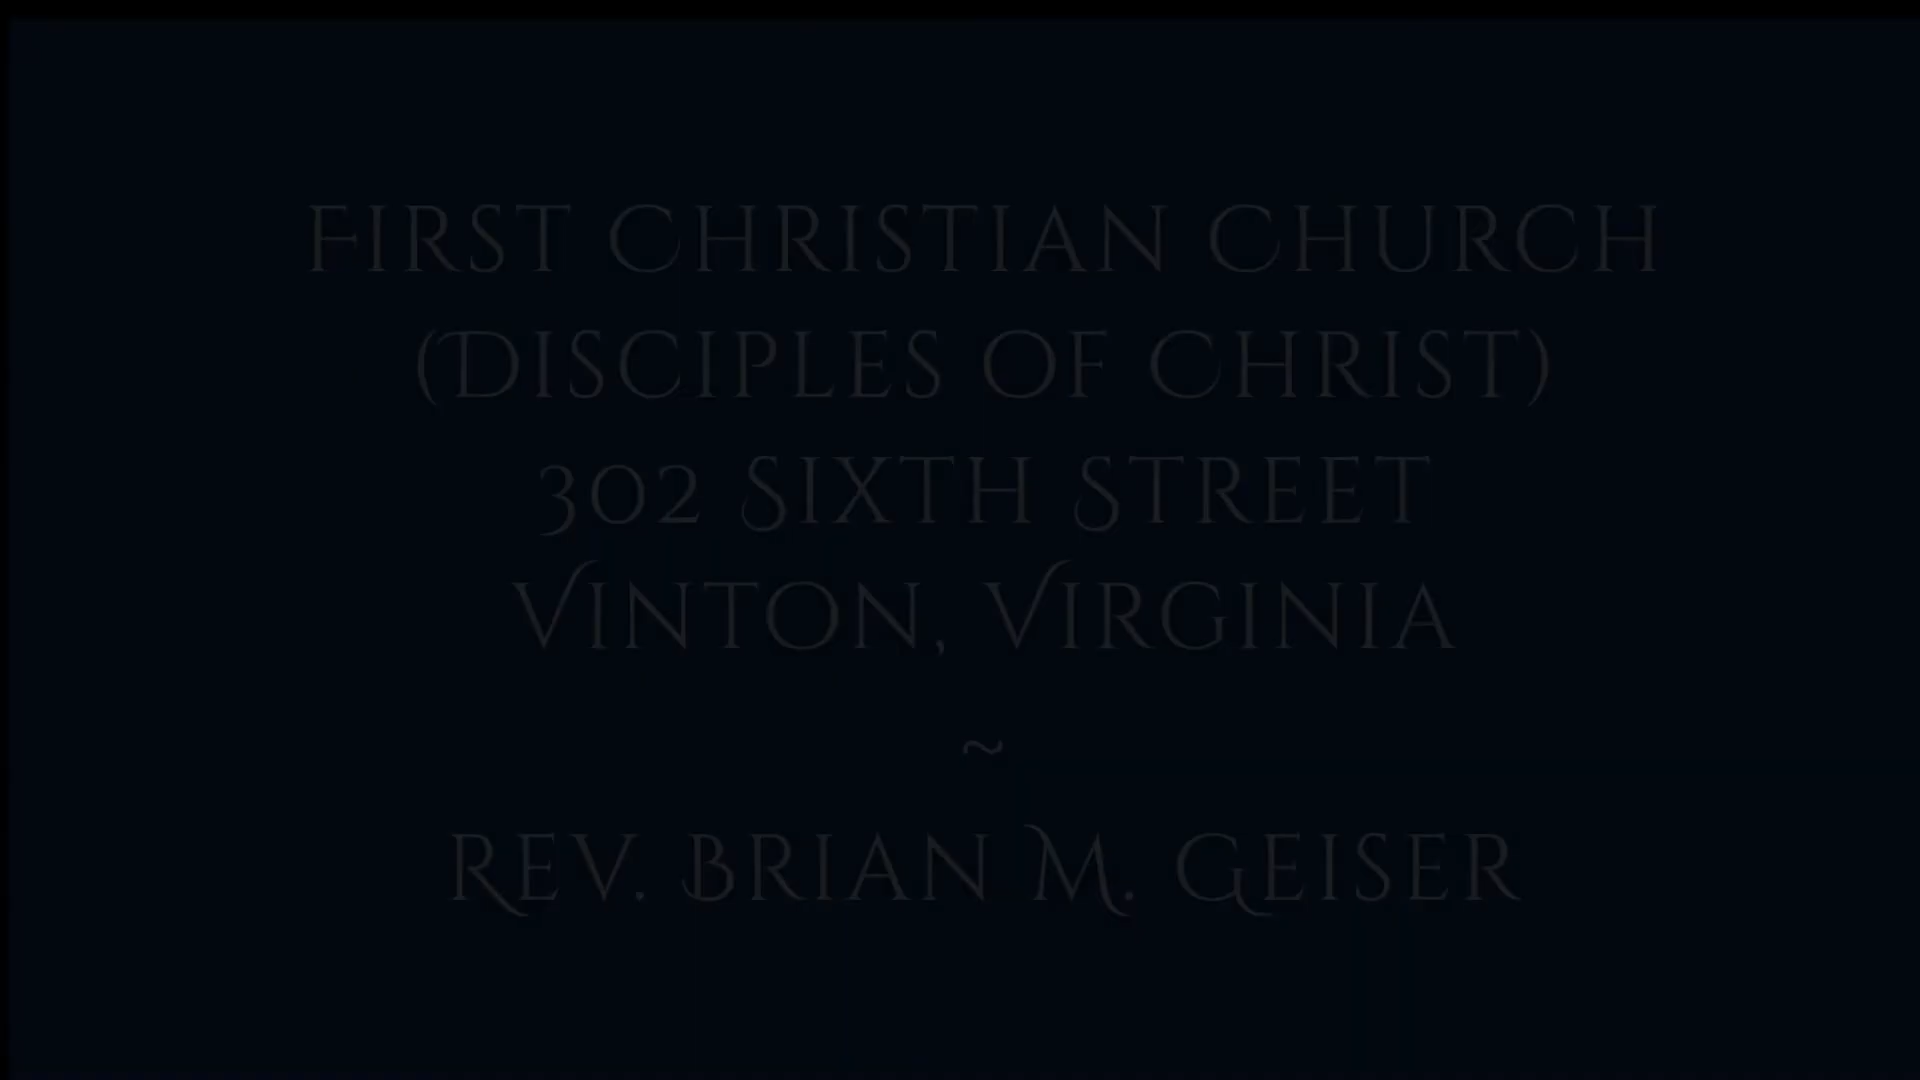 First Christian Church
(Disciples of Christ)
302 Sixth Street
Vinton, Virginia
~
Rev. Brian M. Geiser